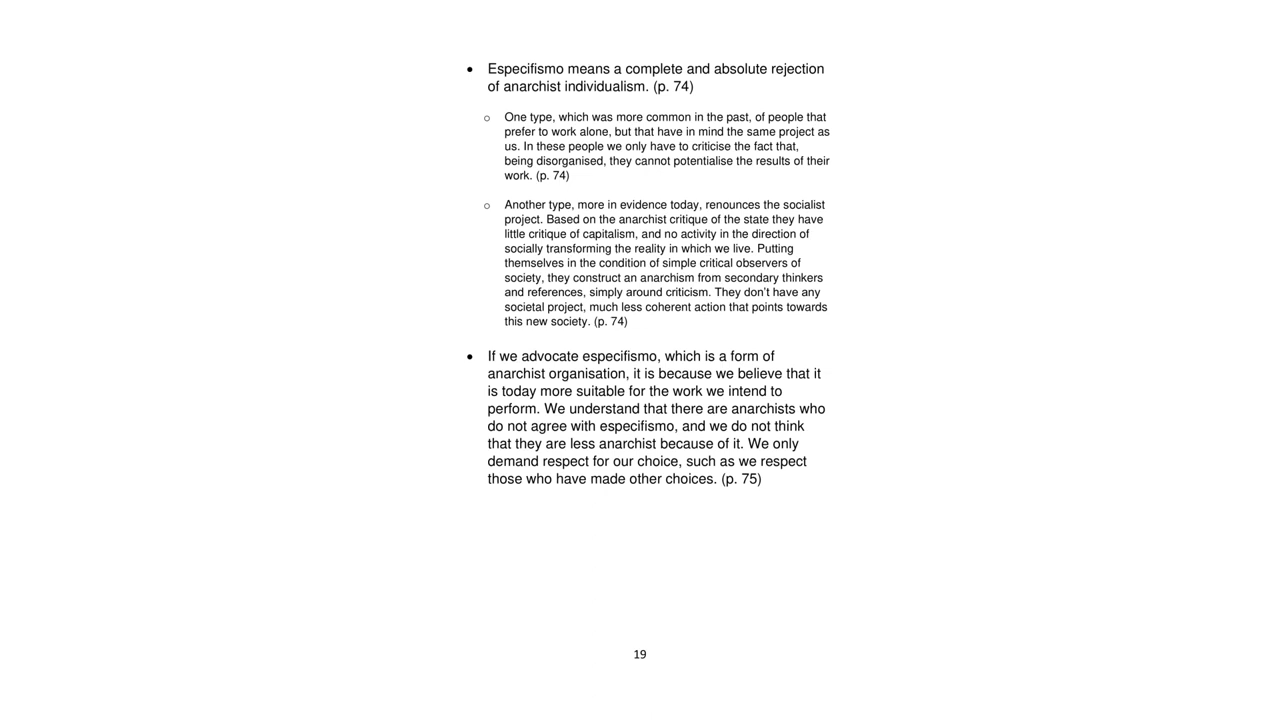 • Especifismo means a complete and absolute rejection
of anarchist individualism. (p. 74)
o One type, which was more common in the past, of people that
prefer to work alone, but that have in mind the same project as
us. In these people we only have to criticise the fact that,
being disorganised, they cannot potentialise the results of their
work. (p. 74)
o Another type, more in evidence today, renounces the socialist
project. Based on the anarchist critique of the state they have
little critique of capitalism, and no activity in the direction of
socially transforming the reality in which we live. Putting
themselves in the condition of simple critical observers of
society, they construct an anarchism from secondary thinkers
and references, simply around criticism. They don’t have any
societal project, much less coherent action that points towards
this new society. (p. 74)
• If we advocate especifismo, which is a form of
anarchist organisation, it is because we believe that it
is today more suitable for the work we intend to
perform. We understand that there are anarchists who
do not agree with especifismo, and we do not think
that they are less anarchist because of it. We only
demand respect for our choice, such as we respect
those who have made other choices. (p. 75)
19